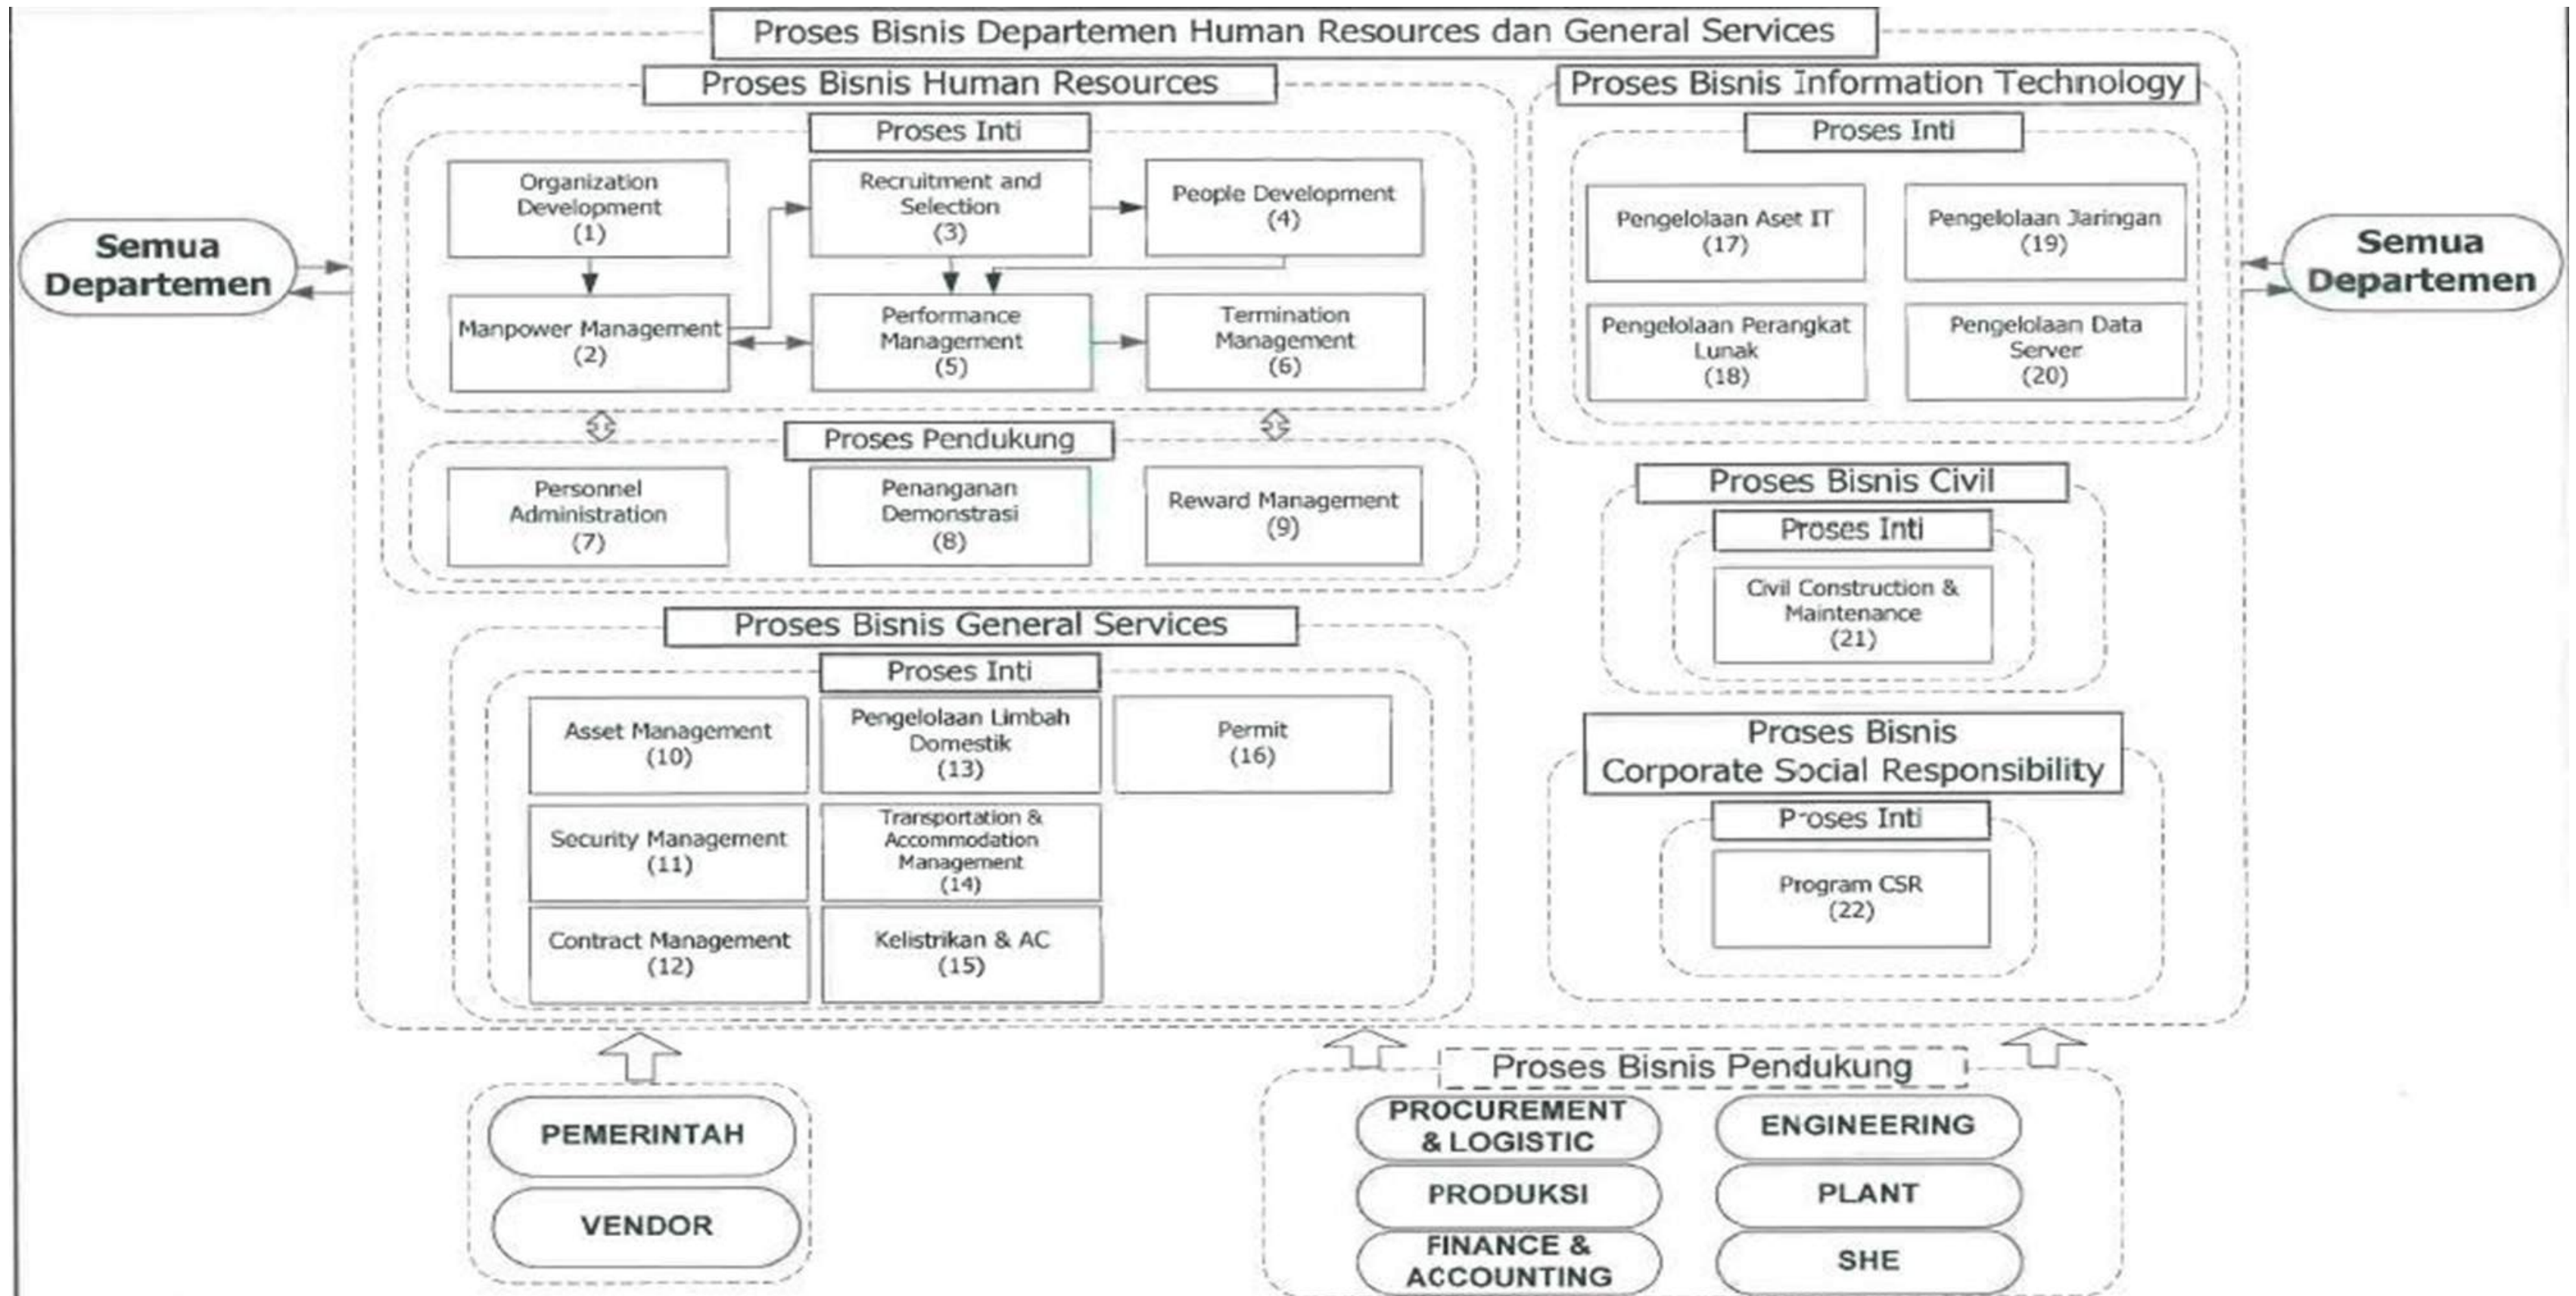 Proses Bisnis Departemen Human Resources dan General Services
Proses Bisnis Human Resources
Proses Inti
Organization
Development
(1)
Recruitment and
Selection
(3)
People Development
(4)
Manpower Management
(2)
Performance
Management
(5)
Termination
Management
(6)
Proses Pendukung
Personnel
Administration
(7)
Penanganan
Demonstrasi
(8)
Reward Management
(9)
Proses Bisnis General Services
Proses Inti
Asset Management
(10)
Pengelolaan Limbah
Domestik
(13)
Permit
(16)
Security Management
(11)
Transportation &
Accommodation
Management
(14)
Contract Management
(12)
Kelistrikan & AC
(15)
Proses Bisnis Information Technology
Proses Inti
Pengelolaan Aset IT
(17)
Pengelolaan Jaringan
(19)
Pengelolaan Perangkat
Lunak
(18)
Pengelolaan Data
Server
(20)
Proses Bisnis Civil
Proses Inti
Civil Construction &
Maintenance
(21)
Proses Bisnis
Corporate Social Responsibility
Proses Inti
Program CSR
(22)
Semua
Departemen
Semua
Departemen
PEMERINTAH
VENDOR
Proses Bisnis Pendukung
PROCUREMENT
& LOGISTIC
ENGINEERING
PRODUKSI
PLANT
FINANCE &
ACCOUNTING
SHE